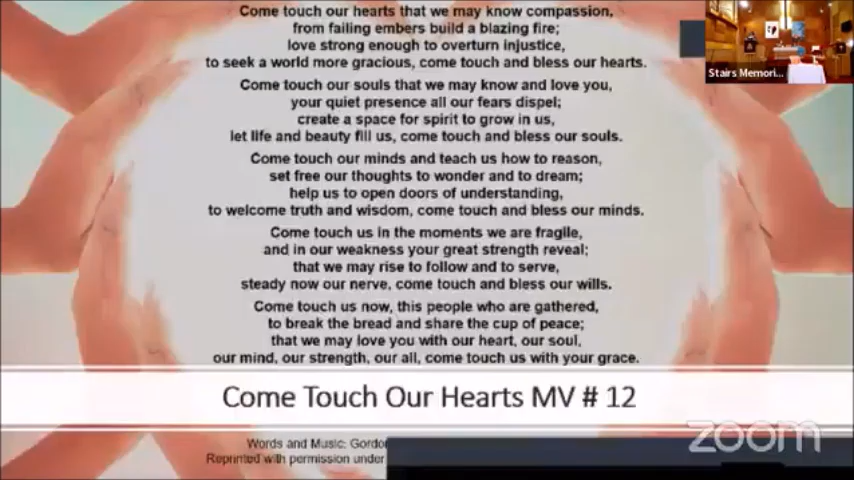 Come touch our hearts that we may know compassion,
from failing embers build a blazing fire;
love strong enough to overturn injustice,
to seek a world more gracious, come touch and bless our hearts.
Come touch our souls that we may know and love you,
your quiet presence all our fears dispel;
create a space for spirit to grow in us,
let life and beauty fill us, come touch and bless our souls.
Come touch our minds and teach us how to reason,
set free our thoughts to wonder and to dream;
help us to open doors of understanding,
to welcome truth and wisdom, come touch and bless our minds.
Come touch us in the moments we are fragile,
and in our weakness your great strength reveal;
that we may rise to follow and to serve,
steady now our nerve, come touch and bless our wills.
Come touch us now, this people who are gathered,
to break the bread and share the cup of peace;
that we may love you with our heart, our soul,
our mind, our strength, our all, come touch us with your grace.
Come Touch Our Hearts MV # 12
Words and Music: Gordo
Reprinted with permission under
Stairs Memori...
zoom